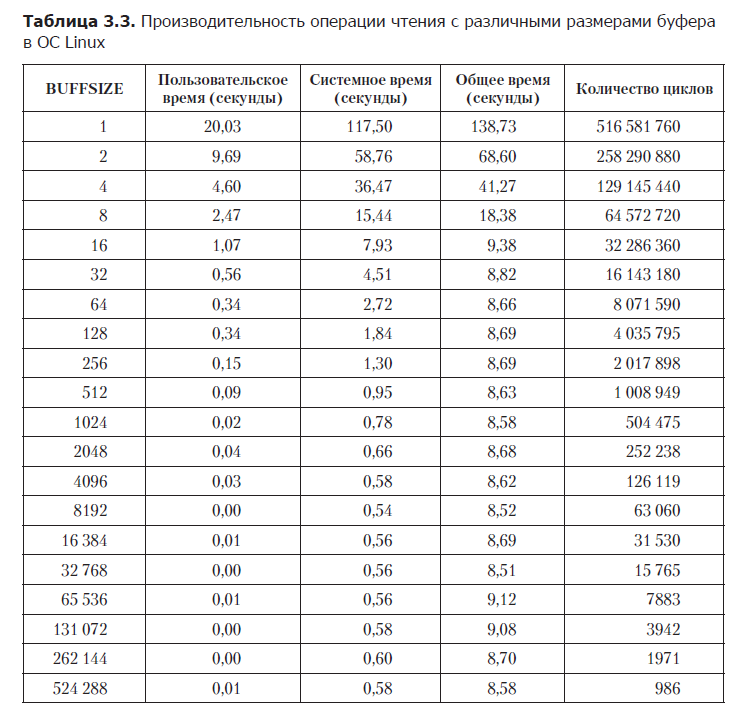 Таблица 3.3. Производительность операции чтения с различными размерами буфера
в ОС Linux
BUFFSIZE Пользовательское время (секунды) Системное время (секунды) Общее время (секунды) Количество циклов
1 20,03 117,50 138,73 516 581 760
2 9,69 58,76 68,60 258 290 880
4 4,60 36,47 41,27 129 145 440
8 2,47 15,44 18,38 64 572 720
16 1,07 7,93 9,38 32 286 360
32 0,56 4,51 8,82 16 143 180
64 0,34 2,72 8,66 8 071 590
128 0,34 1,84 8,69 4 035 795
256 0,15 1,30 8,69 2 017 898
512 0,09 0,95 8,63 1 008 949
1024 0,02 0,78 8,58 504 475
2048 0,04 0,66 8,68 252 238
4096 0,03 0,58 8,62 126 119
8192 0,00 0,54 8,52 63 060
16 384 0,01 0,56 8,69 31 530
32 768 0,00 0,56 8,51 15 765
65 536 0,01 0,56 9,12 7883
131 072 0,00 0,58 9,08 3942
262 144 0,00 0,60 8,70 1971
524 288 0,01 0,58 8,58 986